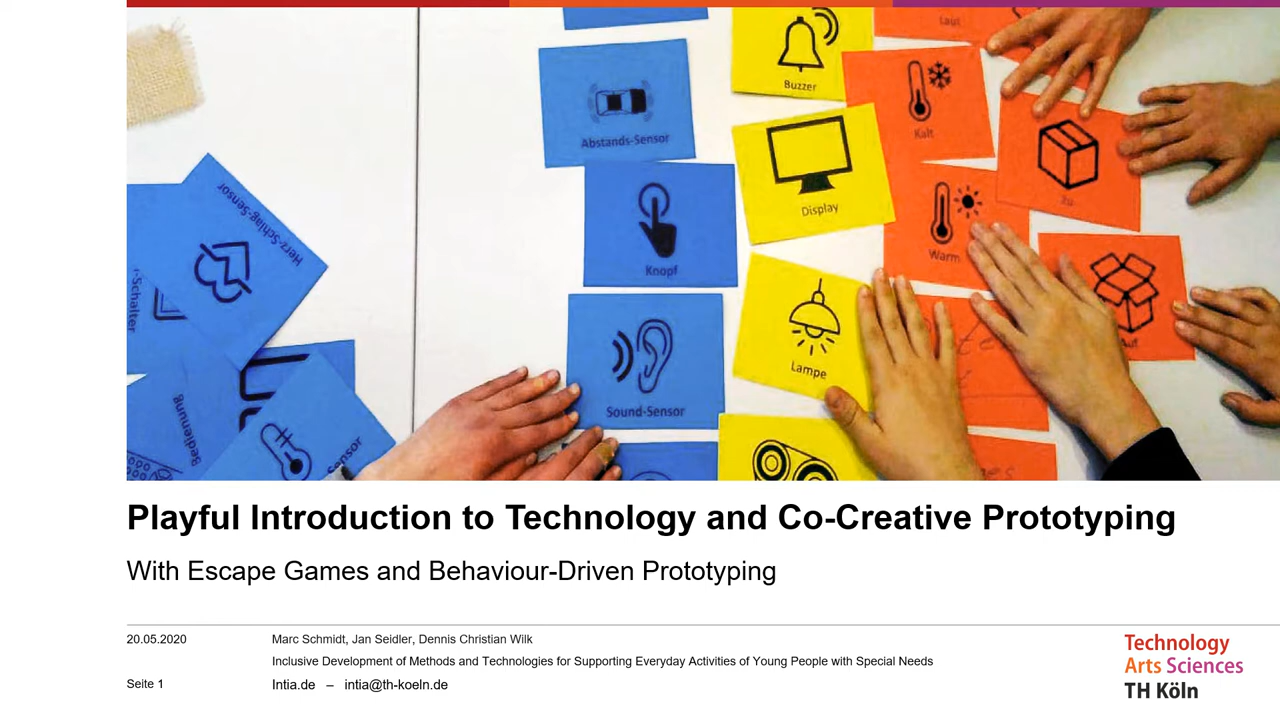 Laut
Buzzer
Kalt
Abstands-Sensor
Display
Zu
Herz-Schlag-Sensor
Knopf
Warm
-Schalter
Auf
Lampe
Sound-Sensor
Bedienung
Sensor
Playful Introduction to Technology and Co-Creative Prototyping
With Escape Games and Behaviour-Driven Prototyping
20.05.2020
Marc Schmidt, Jan Seidler, Dennis Christian Wilk
Inclusive Development of Methods and Technologies for Supporting Everyday Activities of Young People with Special Needs
Seite 1
Intia.de – intia@th-koeln.de
Technology
Arts Sciences
TH Köln